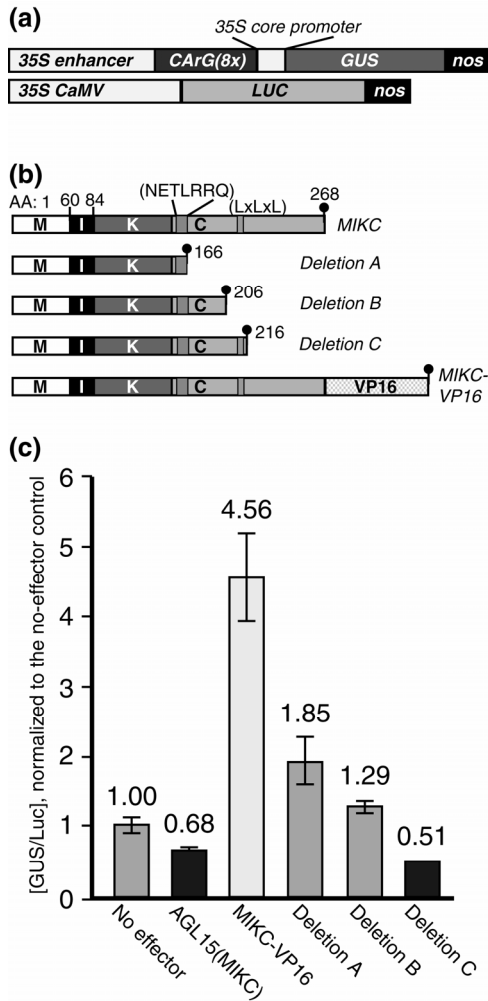 (a)
35S core promoter
35S enhancer CArG(8x) GUS nos
35S CaMV LUC nos
(b)
(NETLRRQ)
AA: 1 60 84 (LxLxL) 268
M I K C MIKC
166
M K Deletion A
206
M K C Deletion B
216
M K C Deletion C
M K C VP16 MIKC-
VP16
(c)
[GUS/Luc], normalized to the no-effector control
6
5
4
3
2
1
0
1.00
0.68
4.56
1.85
1.29
0.51
No effector
AGL15(MIKC)
MIKC-VP16
Deletion A
Deletion B
Deletion C